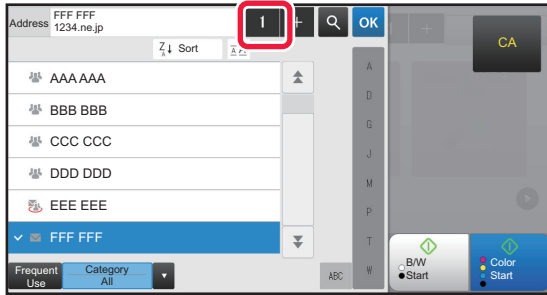 Address
FFF FFF
1234.ne.jp
1
+
OK
CA
Z
A
Sort
AAA AAA
BBB BBB
CCC CCC
DDD DDD
EEE EEE
FFF FFF
A
D
G
J
M
P
T
W
Frequent
Use
Category
All
ABC
B/W
Start
Color
Start